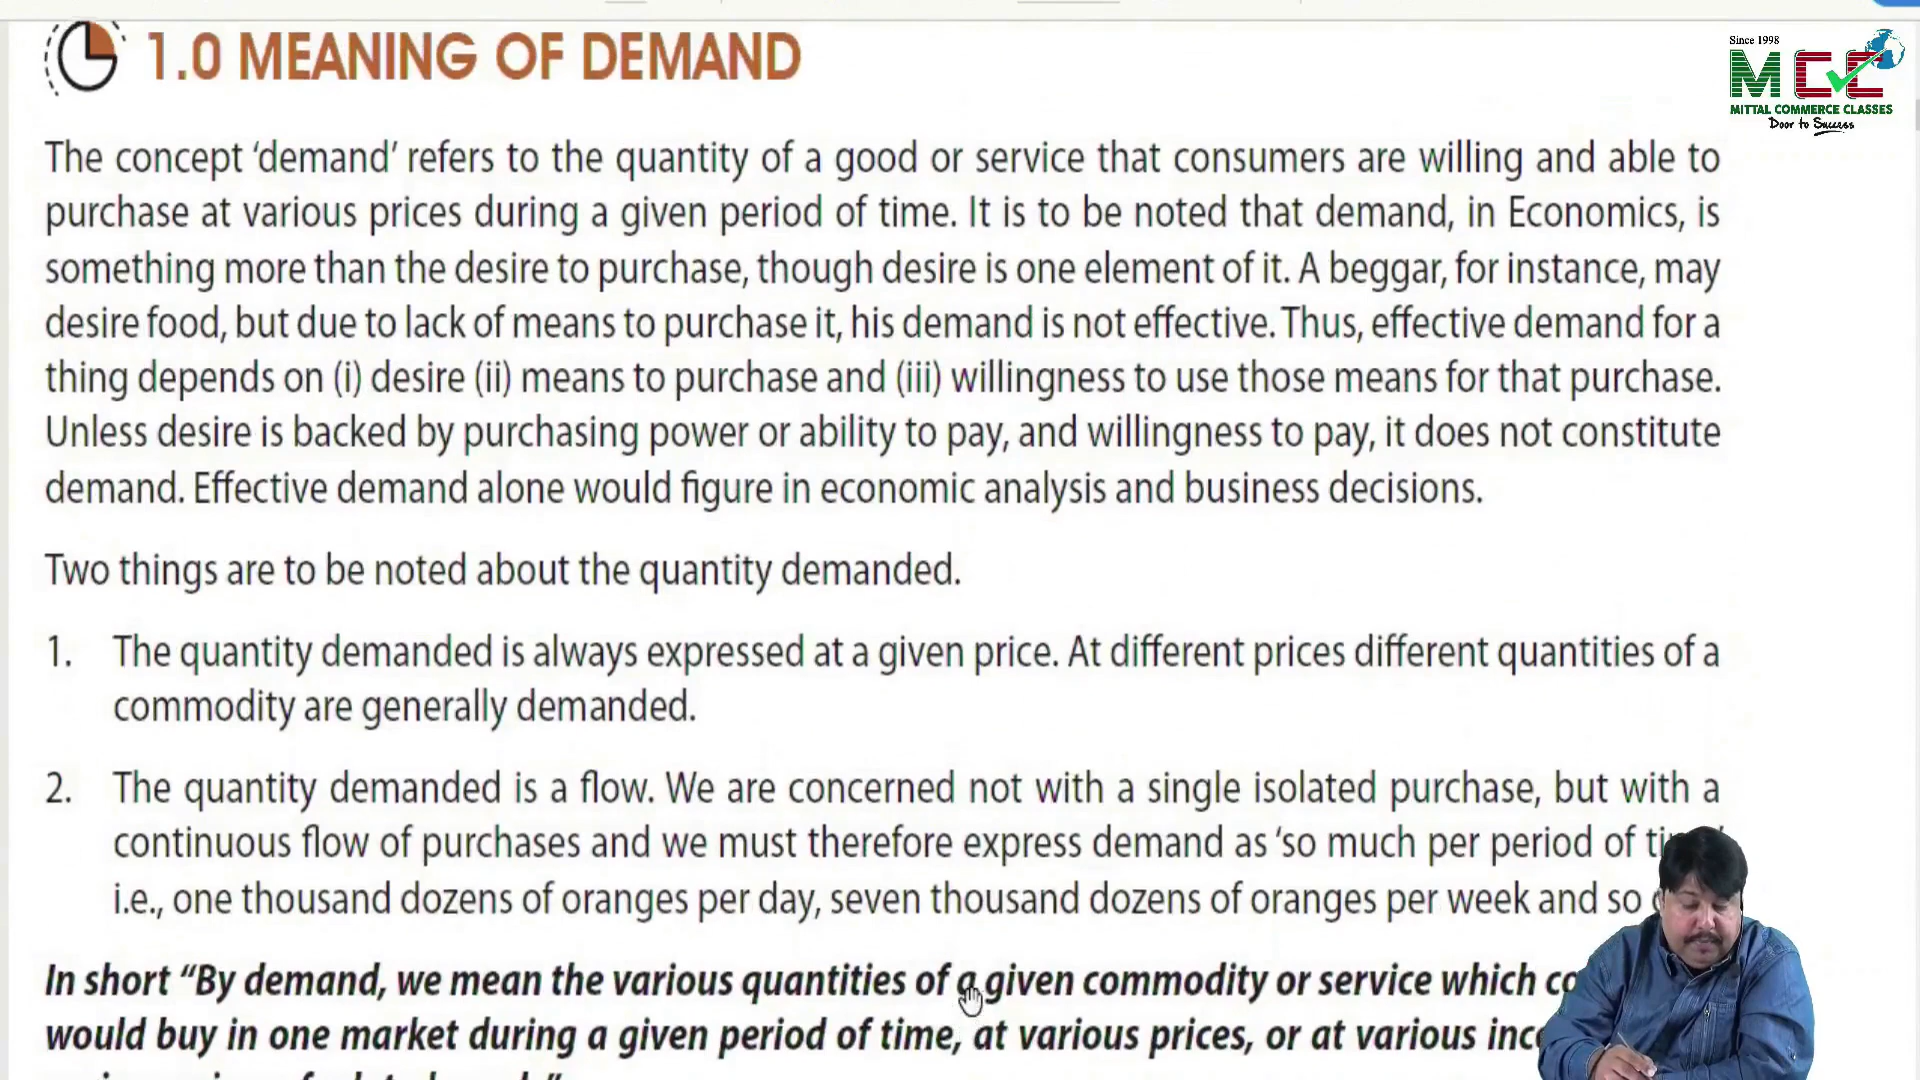 1.0 MEANING OF DEMAND
Since 1998
MCC
MITTAL COMMERCE CLASSES
Door to Success
The concept ‘demand’ refers to the quantity of a good or service that consumers are willing and able to
purchase at various prices during a given period of time. It is to be noted that demand, in Economics, is
something more than the desire to purchase, though desire is one element of it. A beggar, for instance, may
desire food, but due to lack of means to purchase it, his demand is not effective. Thus, effective demand for a
thing depends on (i) desire (ii) means to purchase and (iii) willingness to use those means for that purchase.
Unless desire is backed by purchasing power or ability to pay, and willingness to pay, it does not constitute
demand. Effective demand alone would figure in economic analysis and business decisions.
Two things are to be noted about the quantity demanded.
1. The quantity demanded is always expressed at a given price. At different prices different quantities of a
commodity are generally demanded.
2. The quantity demanded is a flow. We are concerned not with a single isolated purchase, but with a
continuous flow of purchases and we must therefore express demand as ‘so much per period of
i.e., one thousand dozens of oranges per day, seven thousand dozens of oranges per week and so
In short “By demand, we mean the various quantities of a given commodity or service which
would buy in one market during a given period of time, at various prices, or at various